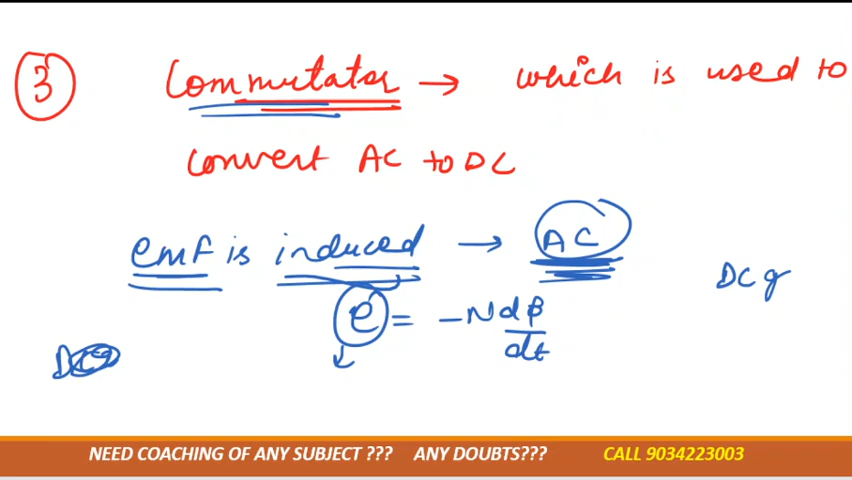 3 Commutator → which is used to
convert AC to DC
emf is induced → AC
DC g
e = -N dβ/dt
NEED COACHING OF ANY SUBJECT ??? ANY DOUBTS??? CALL 9034223003